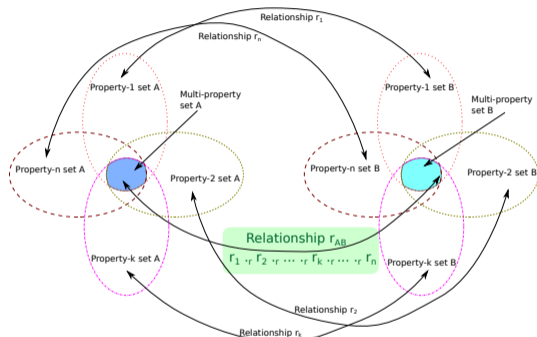 Relationship r₁
Relationship rₙ
Property-1 set A
Property-1 set B
Multi-property
set A
Multi-property
set B
Property-n set A
Property-2 set A
Property-n set B
Property-2 set B
Relationship r_AB
r₁ ·ᵣ r₂ ·ᵣ ... ·ᵣ rₖ ·ᵣ ... ·ᵣ rₙ
Property-k set A
Property-k set B
Relationship r₂
Relationship rₖ